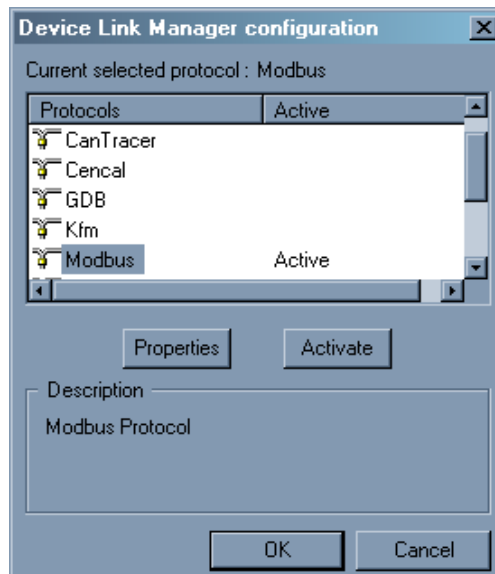 Device Link Manager configuration
Current selected protocol : Modbus
Protocols Active
CanTracer
Cencal
GDB
Kfm
Modbus Active
Properties Activate
Description
Modbus Protocol
OK Cancel